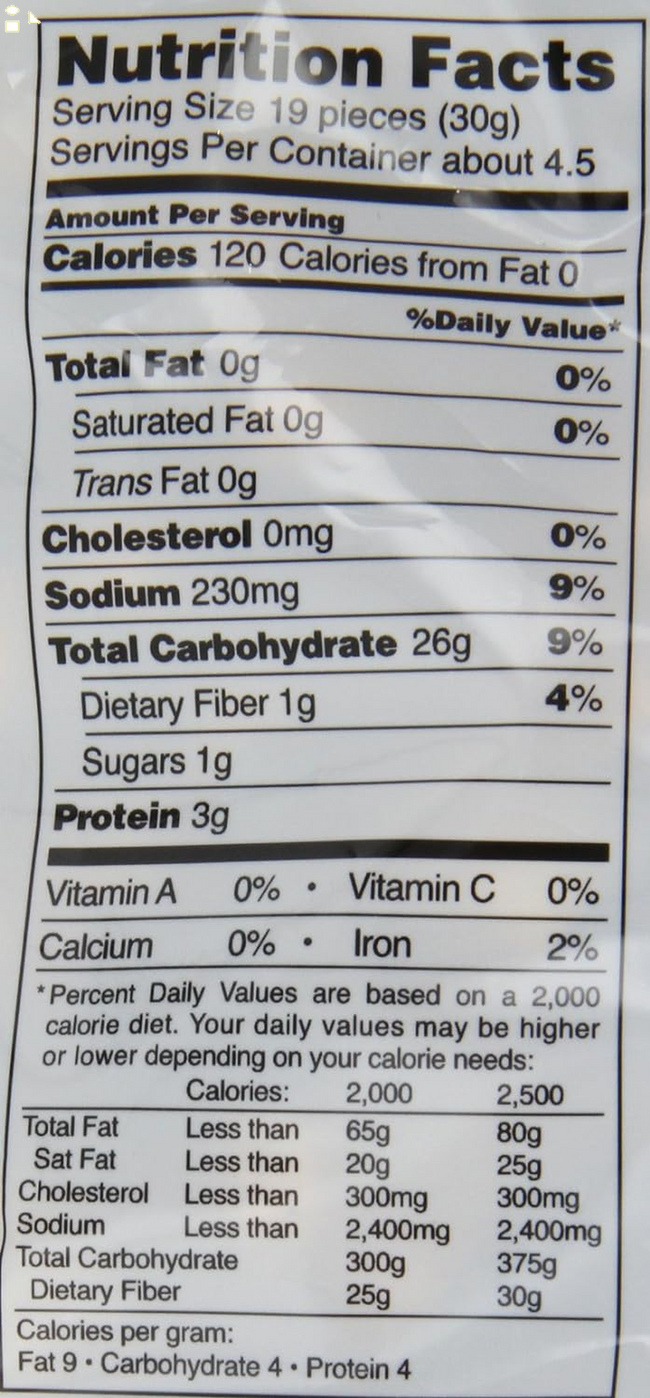 Nutrition Facts
Serving Size 19 pieces (30g)
Servings Per Container about 4.5
Amount Per Serving
Calories 120 Calories from Fat 0
%Daily Value*
Total Fat 0g 0%
Saturated Fat 0g 0%
Trans Fat 0g
Cholesterol 0mg 0%
Sodium 230mg 9%
Total Carbohydrate 26g 9%
Dietary Fiber 1g 4%
Sugars 1g
Protein 3g
Vitamin A 0% • Vitamin C 0%
Calcium 0% • Iron 2%
*Percent Daily Values are based on a 2,000
calorie diet. Your daily values may be higher
or lower depending on your calorie needs:
Calories: 2,000 2,500
Total Fat Less than 65g 80g
Sat Fat Less than 20g 25g
Cholesterol Less than 300mg 300mg
Sodium Less than 2,400mg 2,400mg
Total Carbohydrate 300g 375g
Dietary Fiber 25g 30g
Calories per gram:
Fat 9 • Carbohydrate 4 • Protein 4